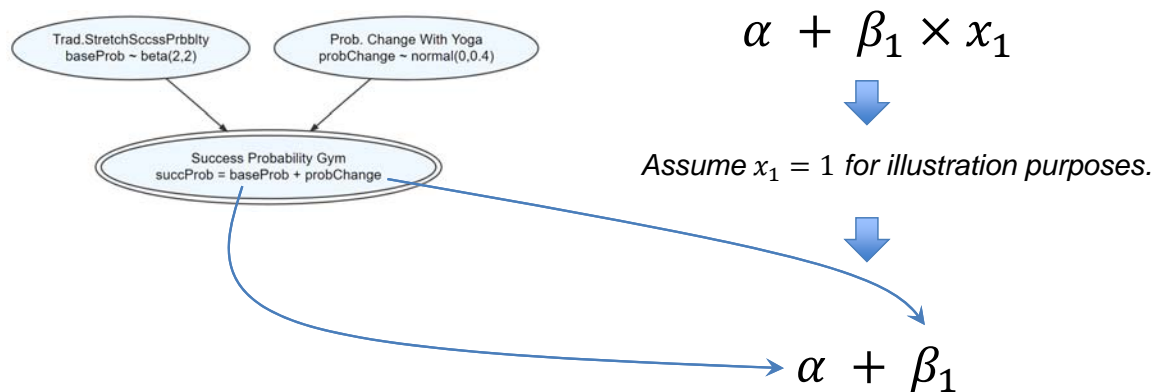 Trad.StretchSccssPrbblty
baseProb ~ beta(2,2)
Prob. Change With Yoga
probChange ~ normal(0,0.4)
Success Probability Gym
succProb = baseProb + probChange
α + β₁ × x₁
Assume x₁ = 1 for illustration purposes.
α + β₁